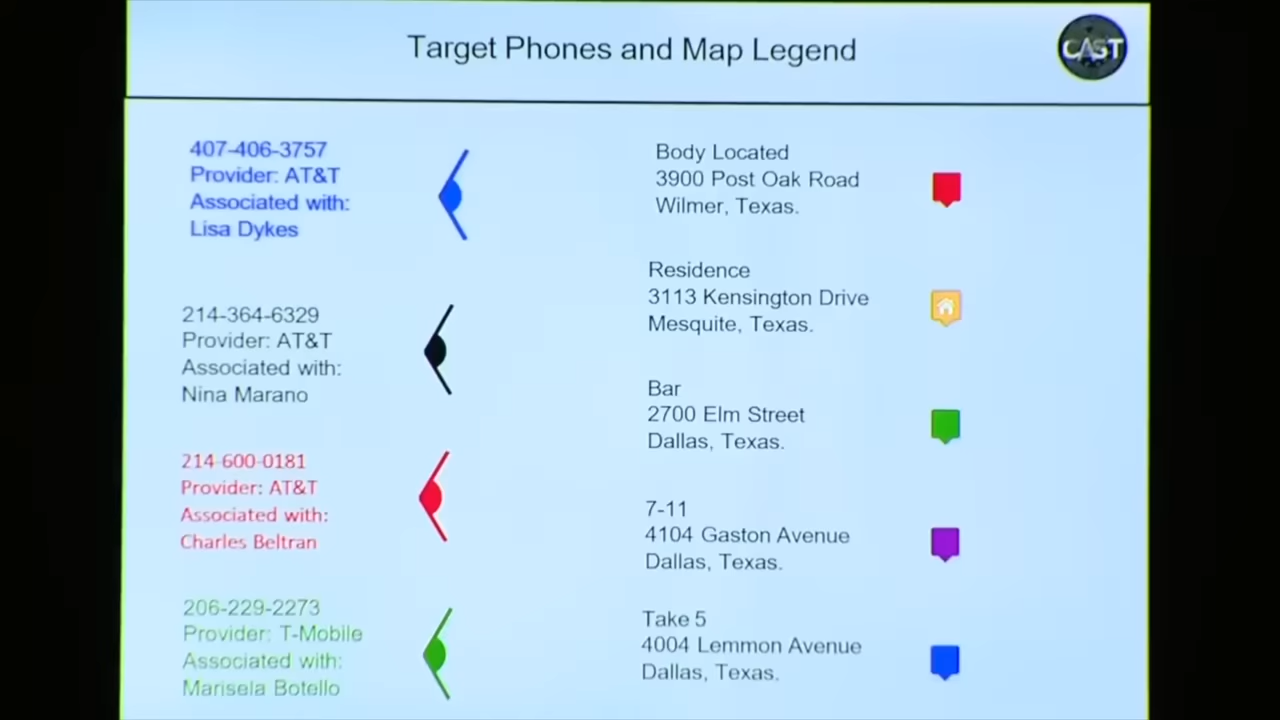 Target Phones and Map Legend
CAST
407-406-3757
Provider: AT&T
Associated with:
Lisa Dykes
214-364-6329
Provider: AT&T
Associated with:
Nina Marano
214-600-0181
Provider: AT&T
Associated with:
Charles Beltran
206-229-2273
Provider: T-Mobile
Associated with:
Marisela Botello
Body Located
3900 Post Oak Road
Wilmer, Texas.
Residence
3113 Kensington Drive
Mesquite, Texas.
Bar
2700 Elm Street
Dallas, Texas.
7-11
4104 Gaston Avenue
Dallas, Texas.
Take 5
4004 Lemmon Avenue
Dallas, Texas.